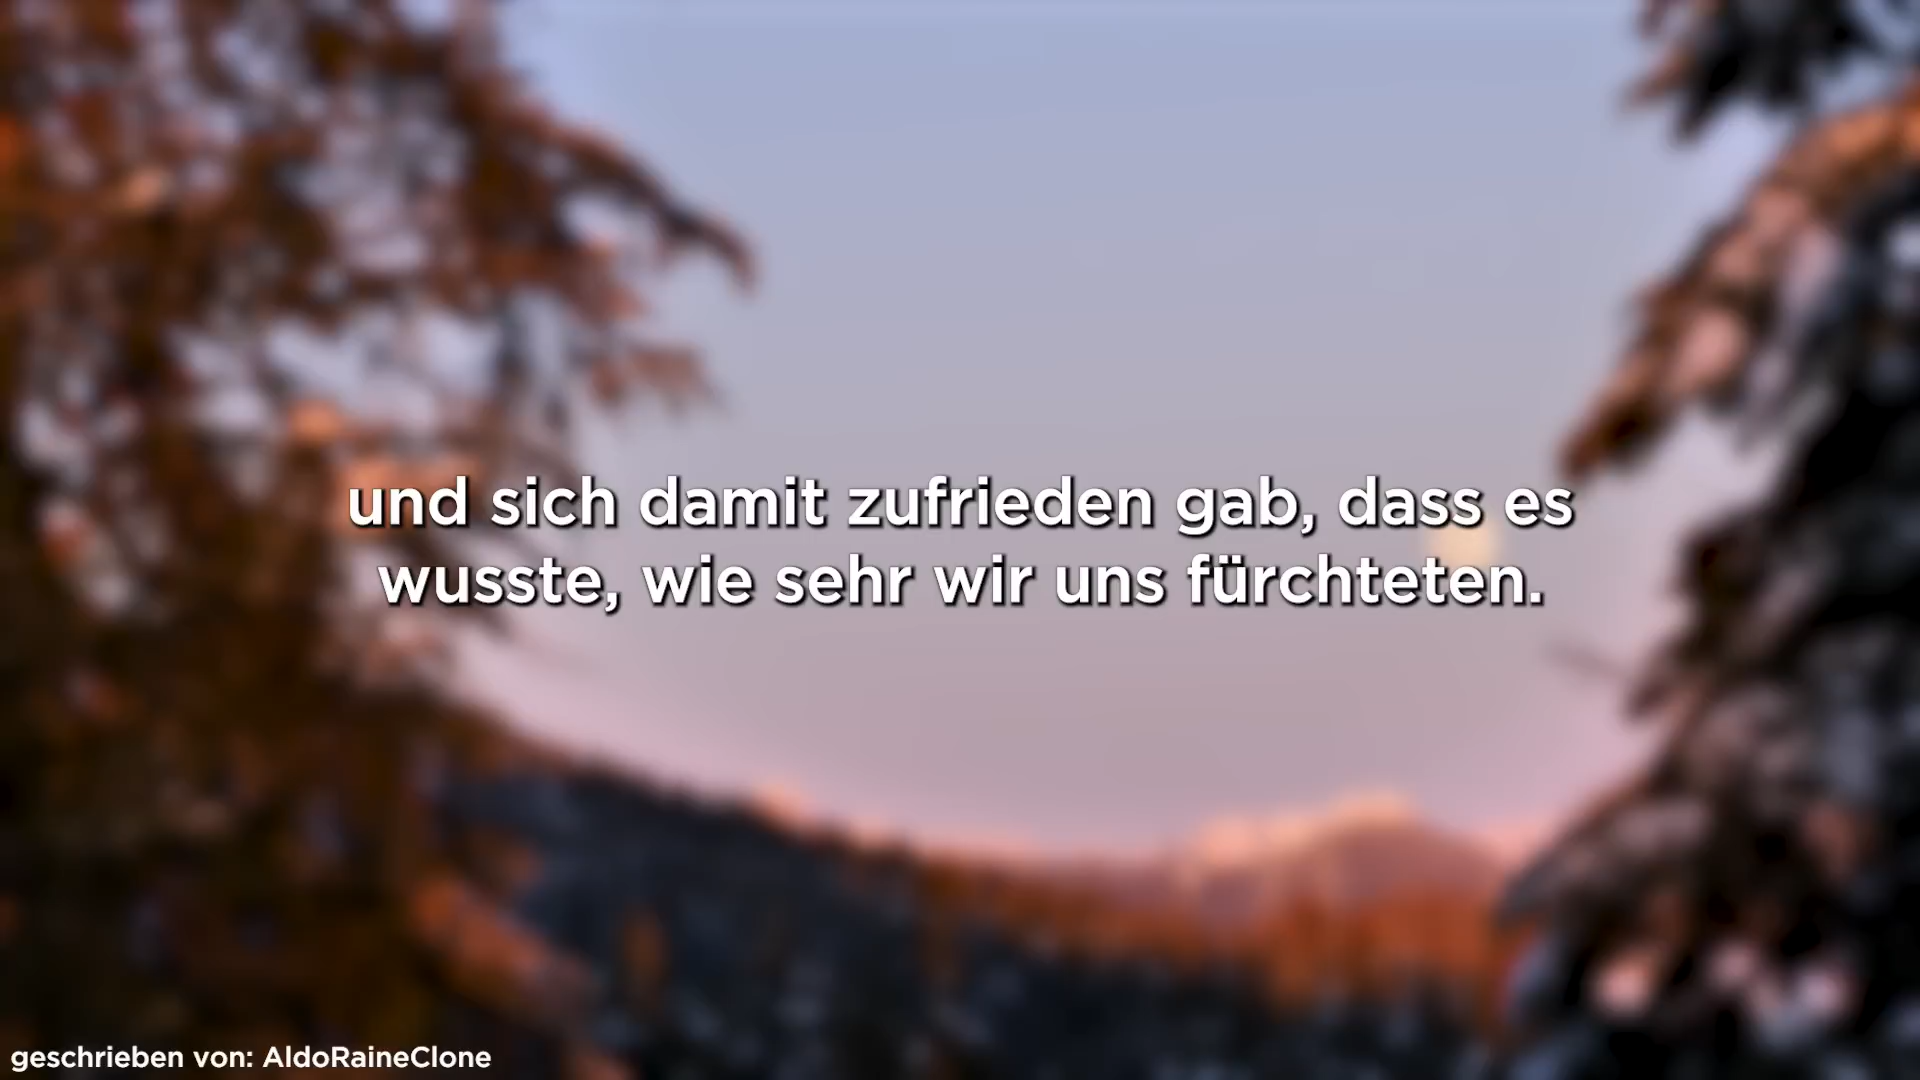 und sich damit zufrieden gab, dass es
wusste, wie sehr wir uns fürchteten.
geschrieben von: AldoRaineClone